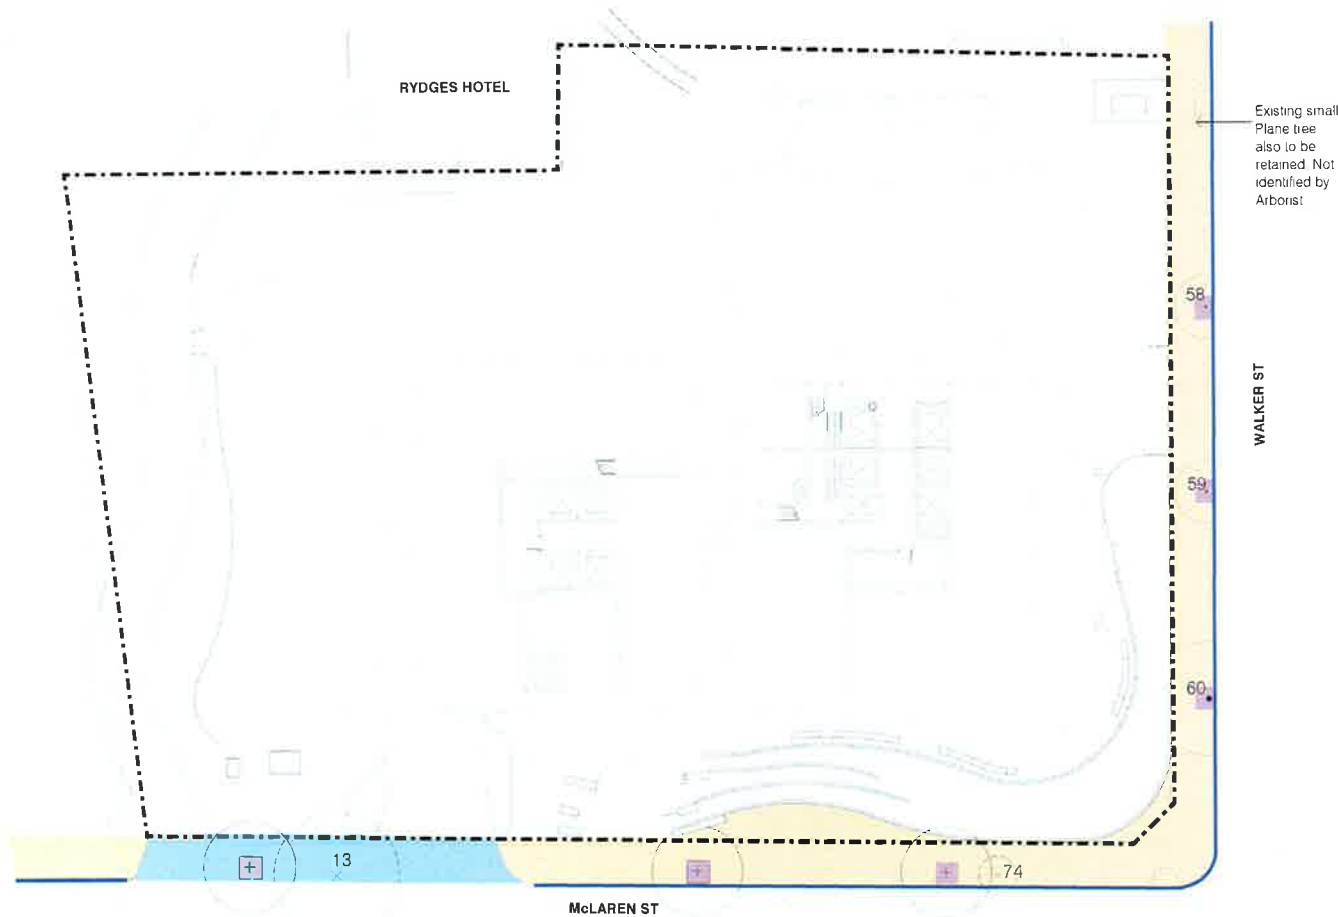 RYDGES HOTEL
Existing small
Plane tree
also to be
retained. Not
identified by
Arborist
58
WALKER ST
59
60
13
74
McLAREN ST